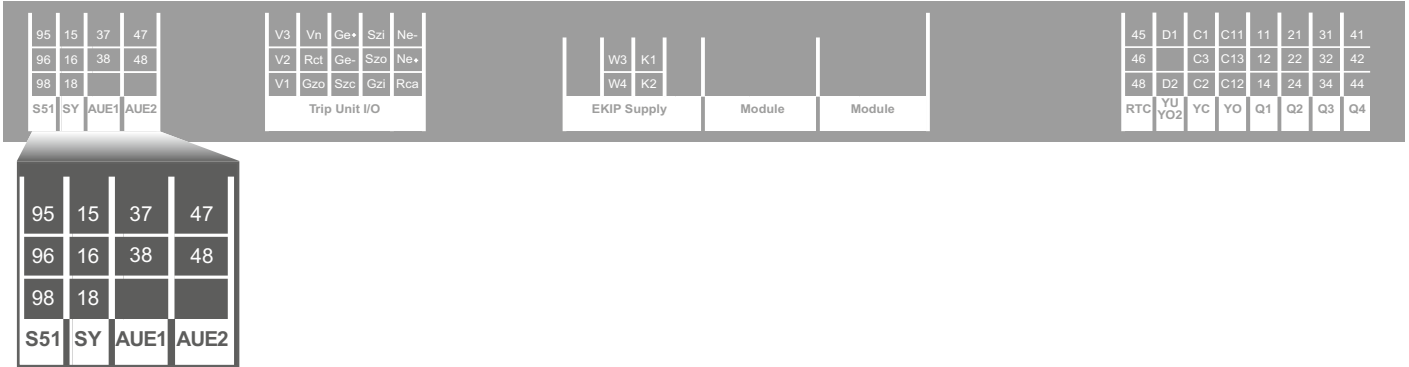 95 15 37 47
96 16 38 48
98 18
S51 SY AUE1 AUE2
V3 Vn Ge+ Szi Ne-
V2 Rct Ge- Szo Ne+
V1 Gzo Szc Gzi Rca
Trip Unit I/O
W3 K1
W4 K2
EKIP Supply Module Module
45 D1 C1 C11 11 21 31 41
46 C3 C13 12 22 32 42
48 D2 C2 C12 14 24 34 44
RTC YU YO2 YC YO Q1 Q2 Q3 Q4
95 15 37 47
96 16 38 48
98 18
S51 SY AUE1 AUE2